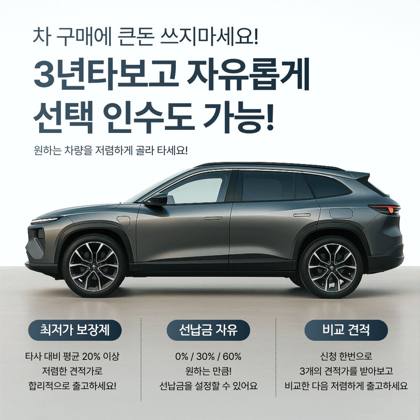 차 구매에 큰돈 쓰지마세요!
3년타보고 자유롭게
선택 인수도 가능!
원하는 차량을 저렴하게 골라 타세요!
최저가 보장제
타사 대비 평균 20% 이상
저렴한 견적가로
합리적으로 출고하세요!
선납금 자유
0% / 30% / 60%
원하는 만큼!
선납금을 설정할 수 있어요
비교 견적
신청 한번으로
3개의 견적가를 받아보고
비교한 다음 저렴하게 출고하세요!